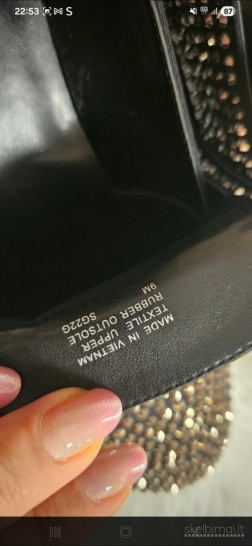 22:53 S 87
MADE IN VIETNAM
TEXTILE UPPER
RUBBER OUTSOLE
SG22G
9M
skelbimai.lt